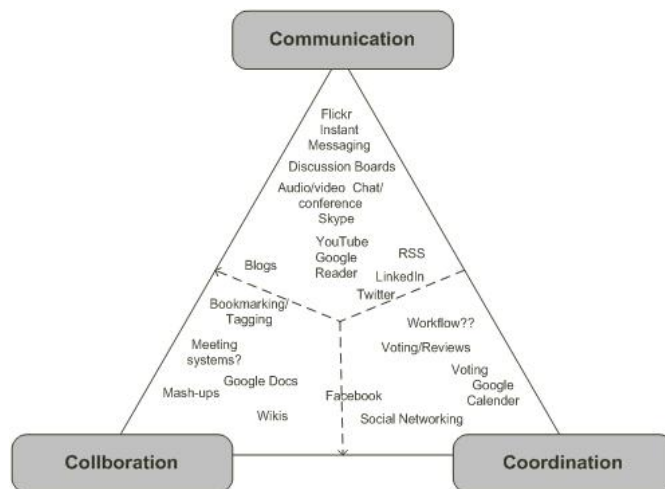 Communication
Flickr
Instant
Messaging
Discussion Boards
Audio/video Chat/
conference
Skype
YouTube
Google
Reader
RSS
Blogs
LinkedIn
Twitter
Bookmarking/
Tagging
Workflow??
Meeting
systems?
Voting/Reviews
Google Docs
Voting
Google
Calender
Mash-ups
Facebook
Wikis
Social Networking
Collboration
Coordination